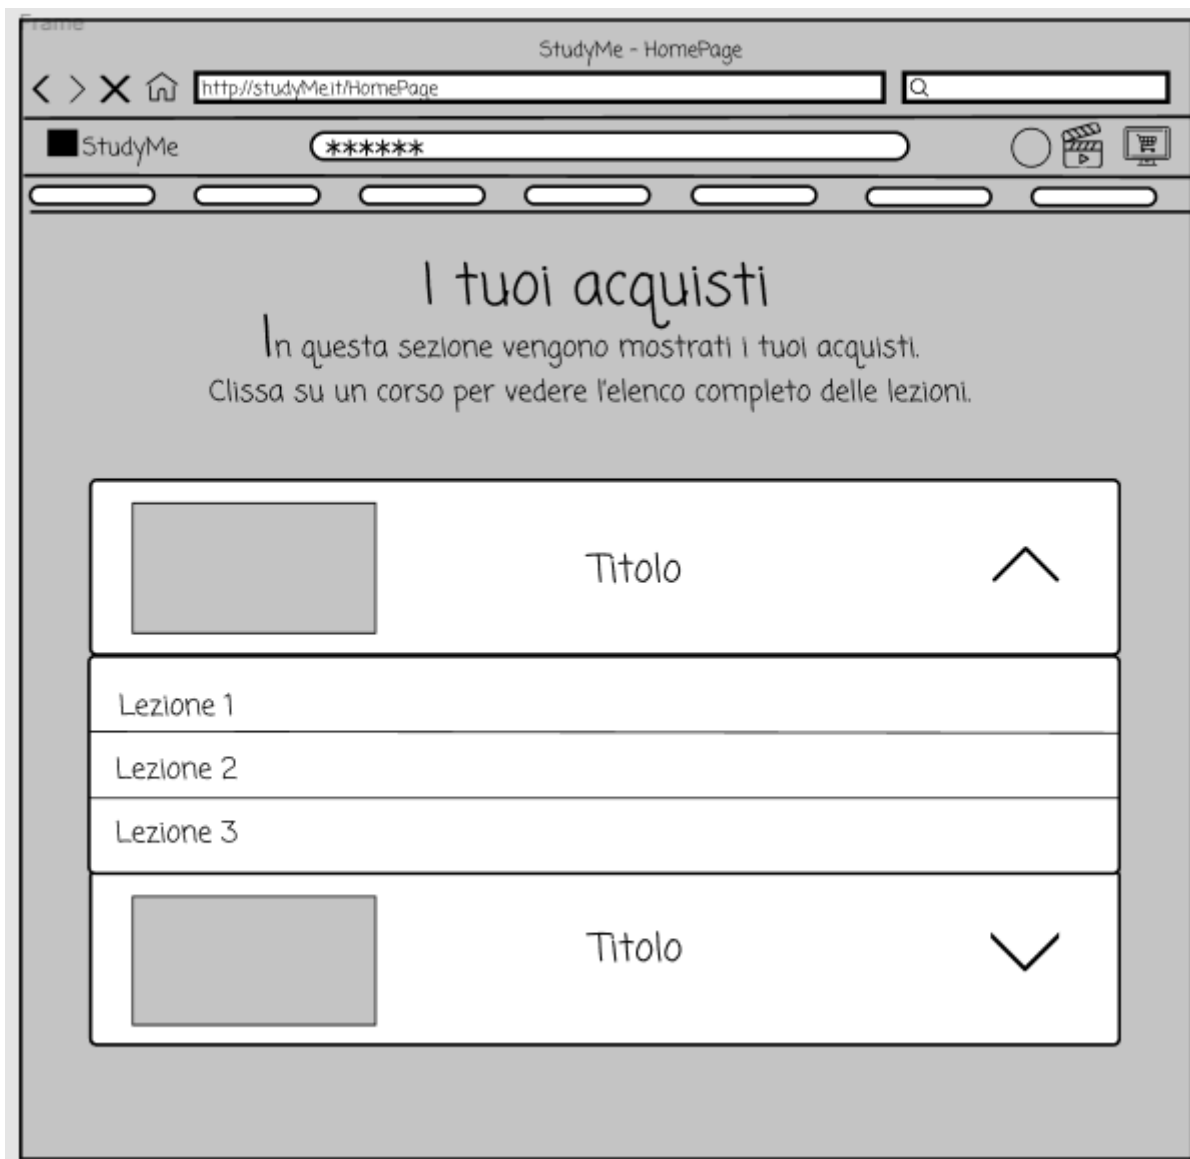 Frame
StudyMe - HomePage
http://studyMe.it/HomePage
StudyMe
******
I tuoi acquisti
In questa sezione vengono mostrati i tuoi acquisti.
Clissa su un corso per vedere l'elenco completo delle lezioni.
Titolo
Lezione 1
Lezione 2
Lezione 3
Titolo